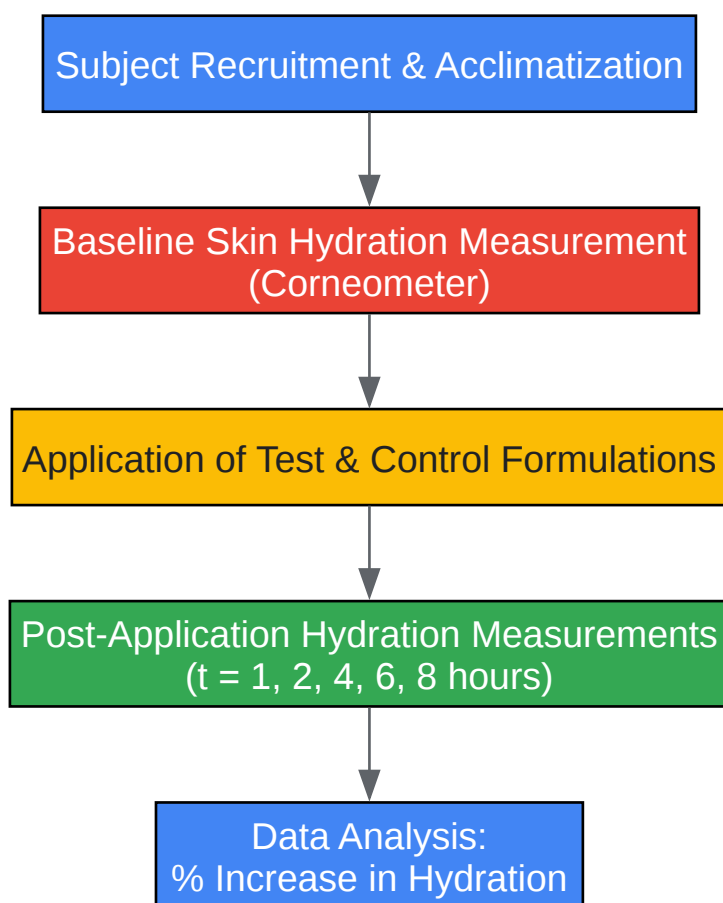 Subject Recruitment & Acclimatization
Baseline Skin Hydration Measurement
(Corneometer)
Application of Test & Control Formulations
Post-Application Hydration Measurements
(t = 1, 2, 4, 6, 8 hours)
Data Analysis:
% Increase in Hydration